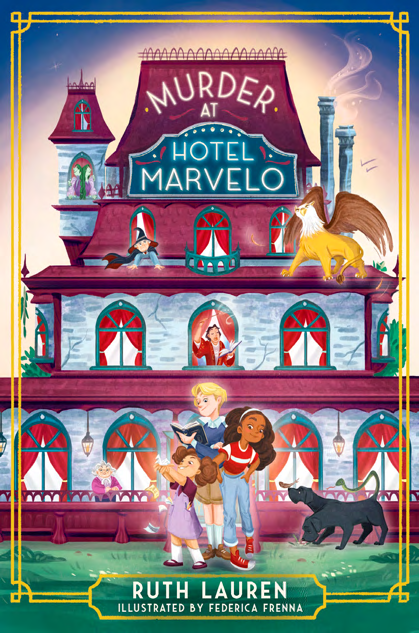 MURDER
AT
HOTEL
MARVELO
RUTH LAUREN
ILLUSTRATED BY FEDERICA FRENNA